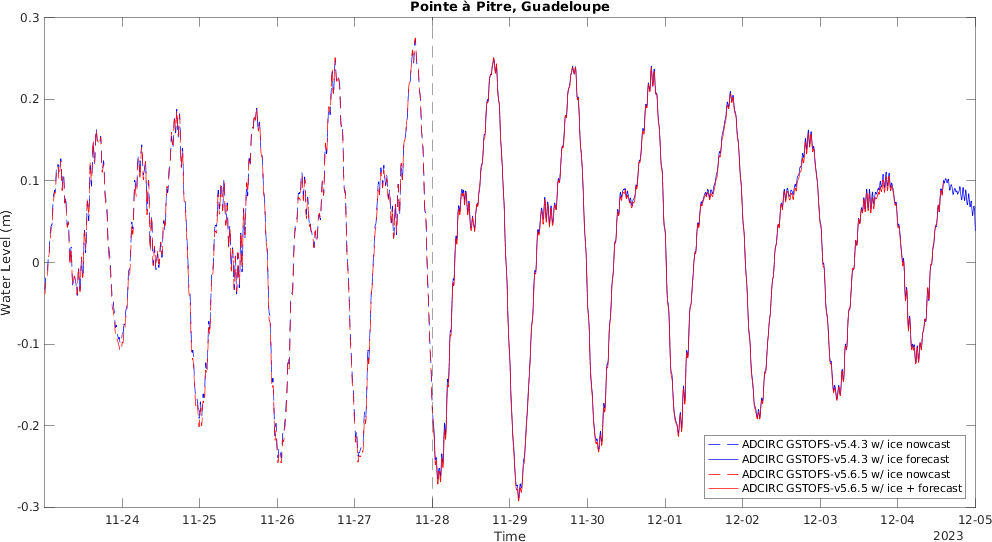 Pointe à Pitre, Guadeloupe
0.3
0.2
0.1
0
-0.1
-0.2
-0.3
Water Level (m)
ADCIRC GSTOFS-v5.4.3 w/ ice nowcast
ADCIRC GSTOFS-v5.4.3 w/ ice forecast
ADCIRC GSTOFS-v5.6.5 w/ ice nowcast
ADCIRC GSTOFS-v5.6.5 w/ ice + forecast
11-24 11-25 11-26 11-27 11-28 11-29 11-30 12-01 12-02 12-03 12-04 12-05
Time
2023